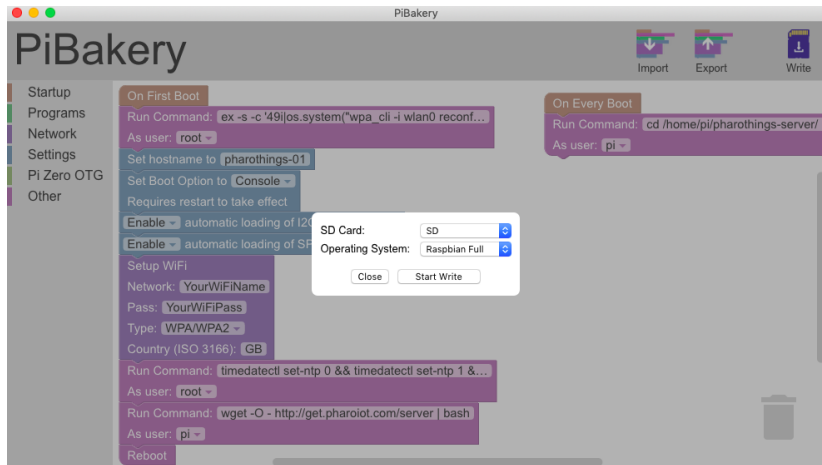 PiBakery
PiBakery
Import
Export
Write
Startup
Programs
Network
Settings
Pi Zero OTG
Other
On First Boot
Run Command: ex -s -c '49i|os.system("wpa_cli -i wlan0 reconf...
As user: root
Set hostname to pharothings-01
Set Boot Option to Console
Requires restart to take effect
Enable automatic loading of I2C
Enable automatic loading of SP
Setup WiFi
Network: YourWiFiName
Pass: YourWiFiPass
Type: WPA/WPA2
Country (ISO 3166): GB
Run Command: timedatectl set-ntp 0 && timedatectl set-ntp 1 &...
As user: root
Run Command: wget -O - http://get.pharoiot.com/server | bash
As user: pi
Reboot
On Every Boot
Run Command: cd /home/pi/pharothings-server/
As user: pi
SD Card: SD
Operating System: Raspbian Full
Close Start Write